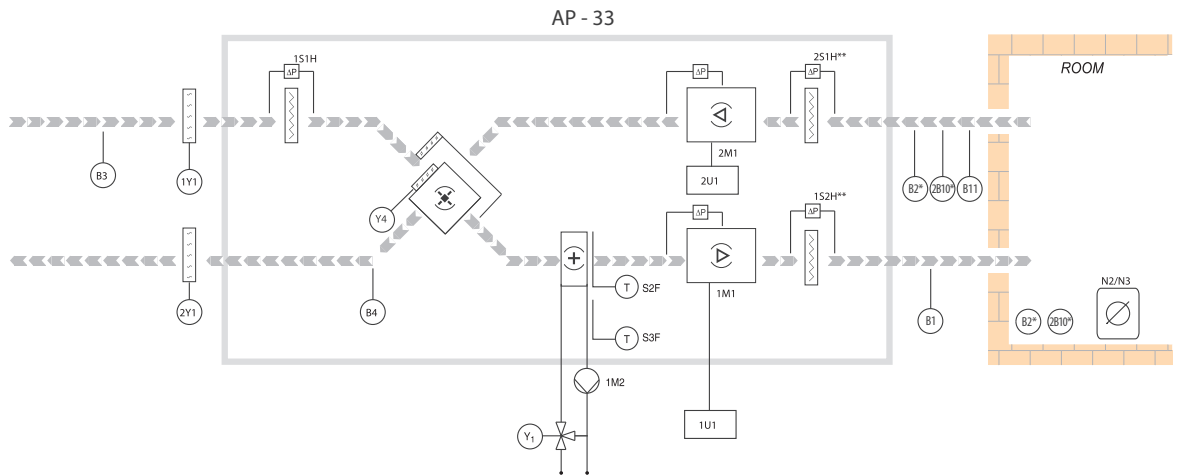 AP - 33
1S1H
ΔP
ΔP
2S1H**
ΔP
ROOM
B3
1Y1
2M1
2U1
B2*
2B10*
B11
Y4
1S2H**
ΔP
ΔP
2Y1
B4
S2F
T
1M1
B1
N2/N3
B2*
2B10*
T
S3F
1M2
1U1
Y1